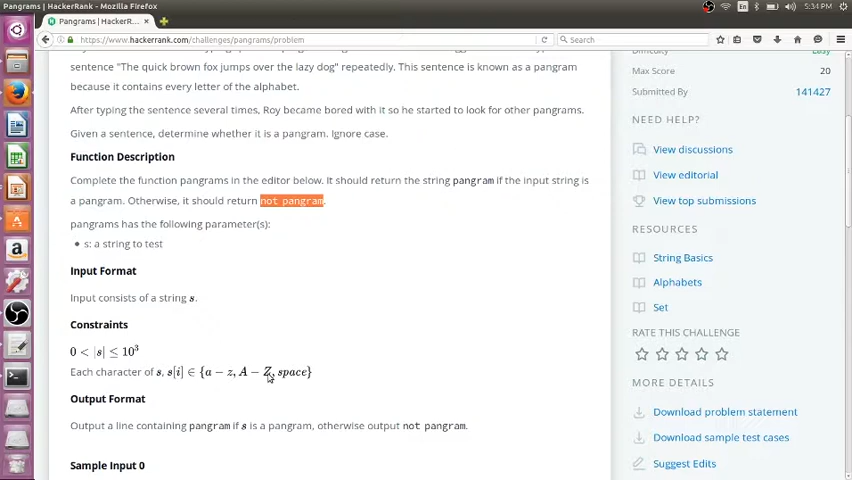 Pangrams | HackerRank - Mozilla Firefox
En
5:34 PM
Pangrams | HackerR...
https://www.hackerrank.com/challenges/pangrams/problem
Search
sentence "The quick brown fox jumps over the lazy dog" repeatedly. This sentence is known as a pangram
because it contains every letter of the alphabet.
After typing the sentence several times, Roy became bored with it so he started to look for other pangrams.
Given a sentence, determine whether it is a pangram. Ignore case.
Function Description
Complete the function pangrams in the editor below. It should return the string pangram if the input string is
a pangram. Otherwise, it should return not pangram.
pangrams has the following parameter(s):
• s: a string to test
Input Format
Input consists of a string s.
Constraints
0 < |s| ≤ 10³
Each character of s, s[i] ∈ {a − z, A − Z, space}
Output Format
Output a line containing pangram if s is a pangram, otherwise output not pangram.
Sample Input 0
Difficulty
Easy
Max Score
20
Submitted By
141427
NEED HELP?
View discussions
View editorial
View top submissions
RESOURCES
String Basics
Alphabets
Set
RATE THIS CHALLENGE
MORE DETAILS
Download problem statement
Download sample test cases
Suggest Edits